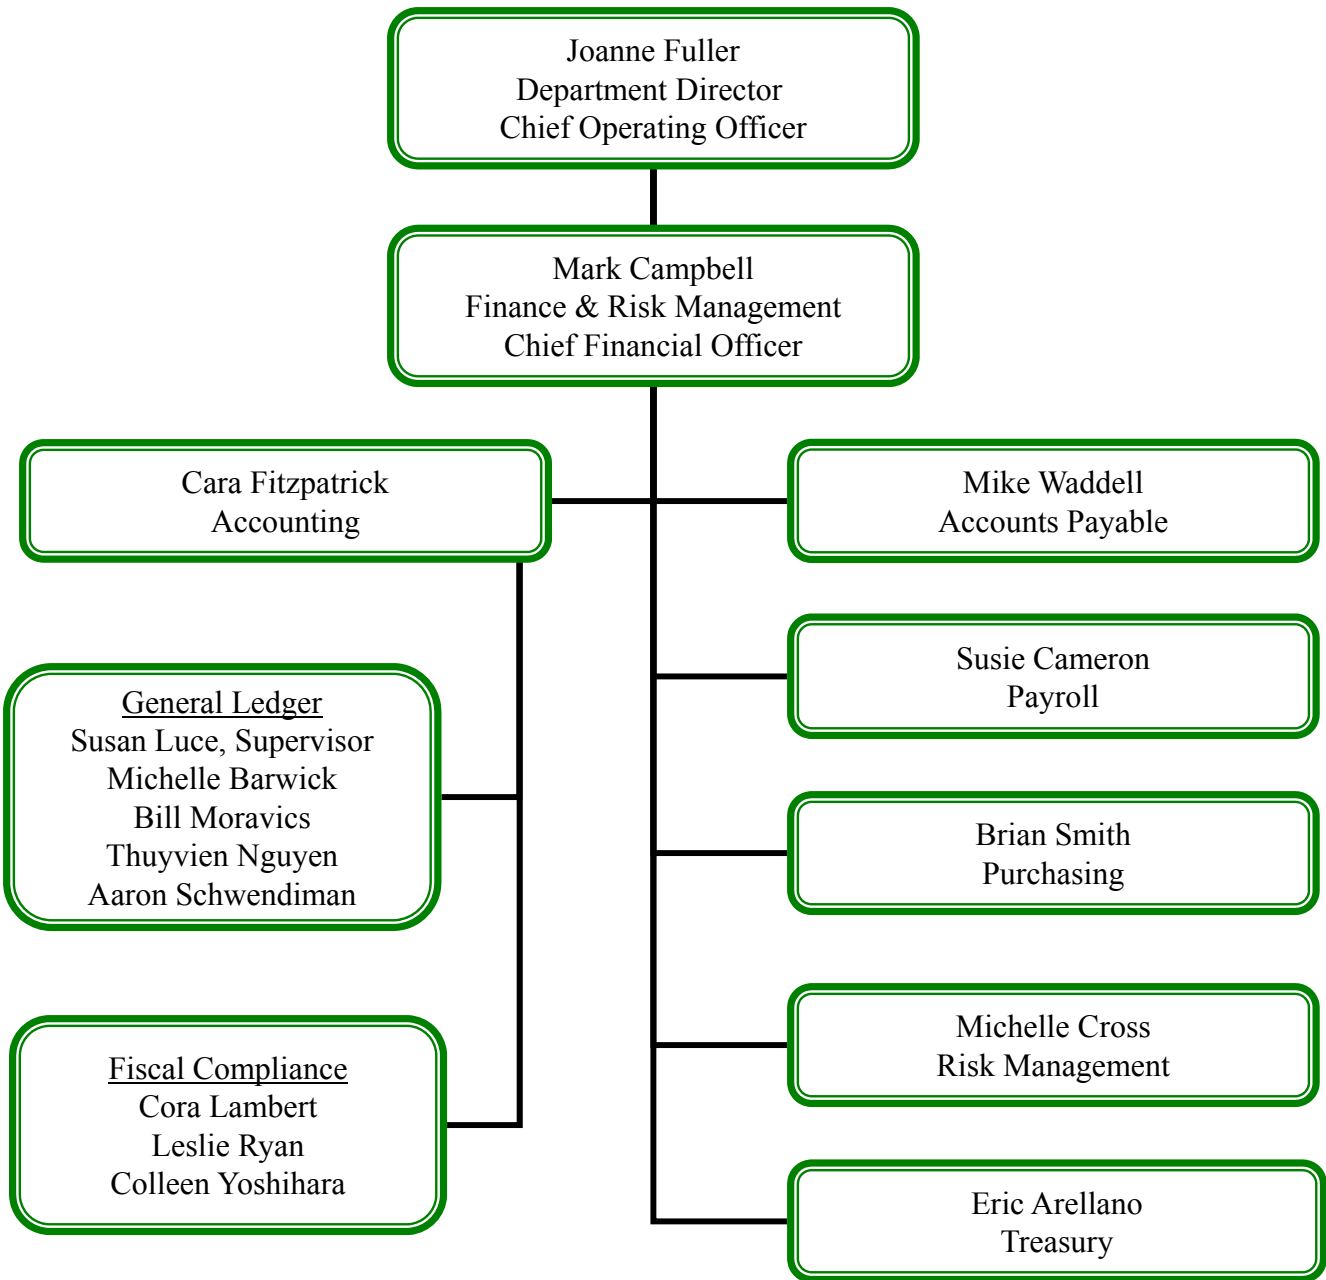 Joanne Fuller
Department Director
Chief Operating Officer
Mark Campbell
Finance & Risk Management
Chief Financial Officer
Cara Fitzpatrick
Accounting
General Ledger
Susan Luce, Supervisor
Michelle Barwick
Bill Moravics
Thuyvien Nguyen
Aaron Schwendiman
Fiscal Compliance
Cora Lambert
Leslie Ryan
Colleen Yoshihara
Mike Waddell
Accounts Payable
Susie Cameron
Payroll
Brian Smith
Purchasing
Michelle Cross
Risk Management
Eric Arellano
Treasury